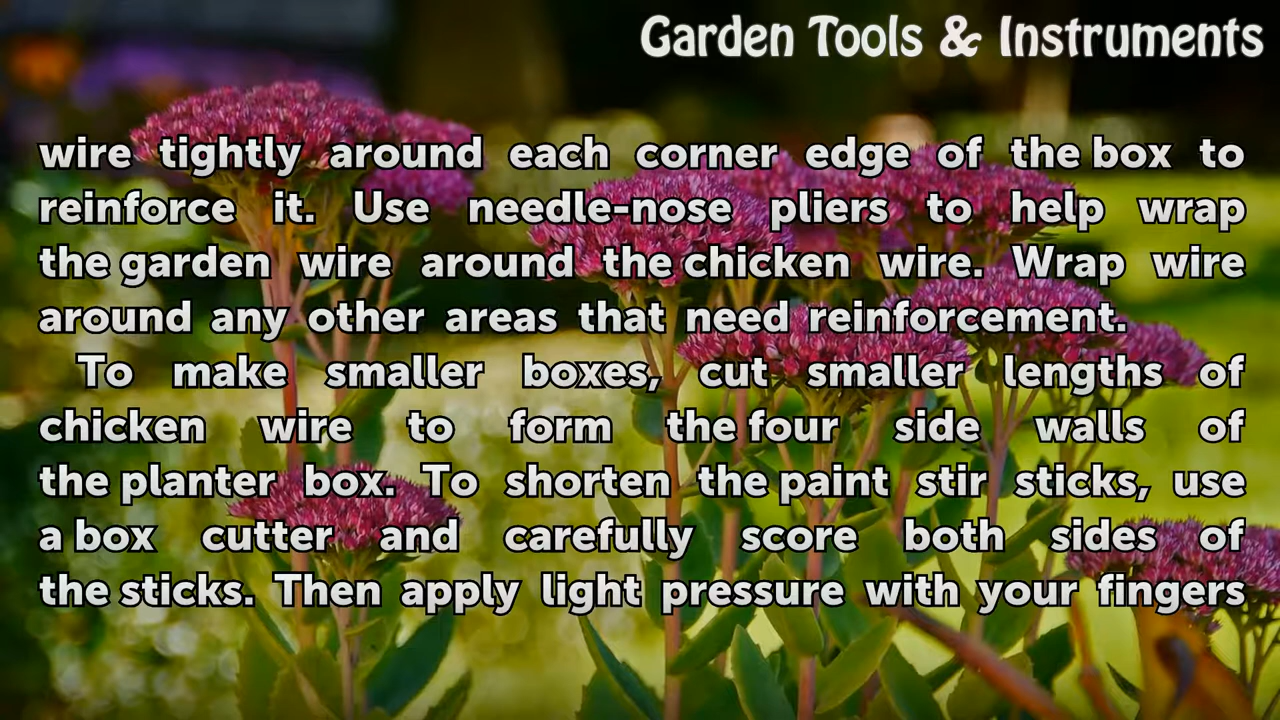 Garden Tools & Instruments
wire tightly around each corner edge of the box to
reinforce it. Use needle-nose pliers to help wrap
the garden wire around the chicken wire. Wrap wire
around any other areas that need reinforcement.
To make smaller boxes, cut smaller lengths of
chicken wire to form the four side walls of
the planter box. To shorten the paint stir sticks, use
a box cutter and carefully score both sides of
the sticks. Then apply light pressure with your fingers